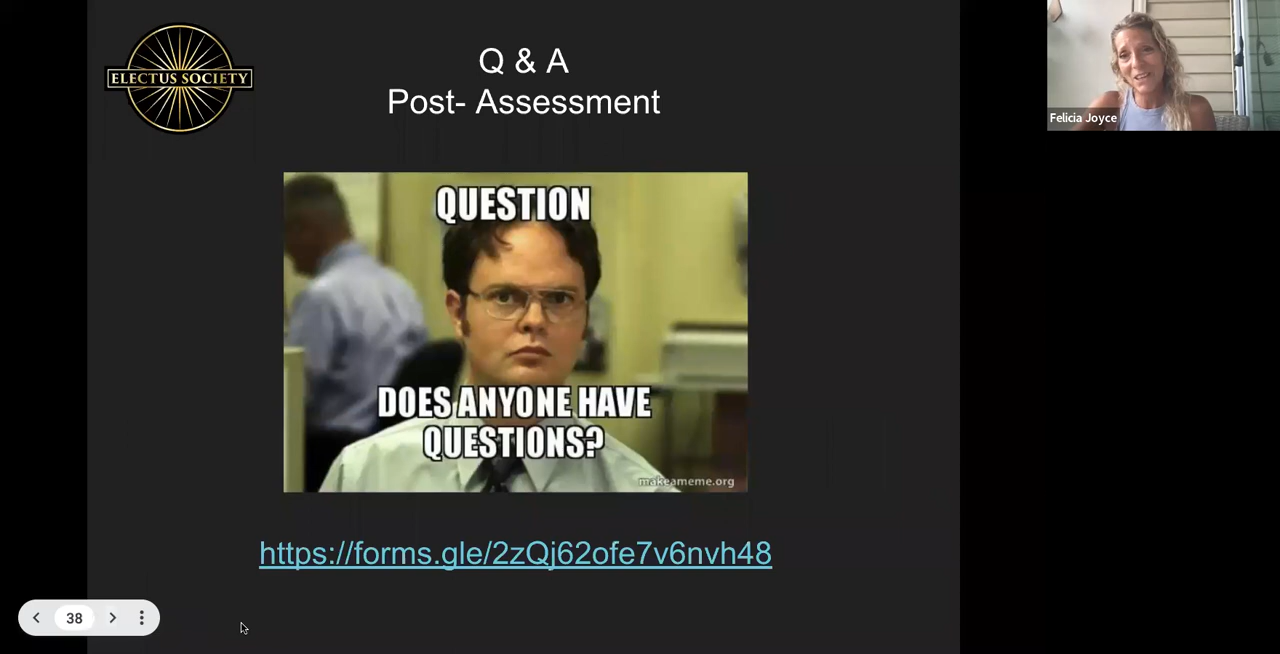 ELECTUS SOCIETY
Q & A
Post- Assessment
QUESTION
DOES ANYONE HAVE
QUESTIONS?
makeameme.org
https://forms.gle/2zQj62ofe7v6nvh48
38
Felicia Joyce